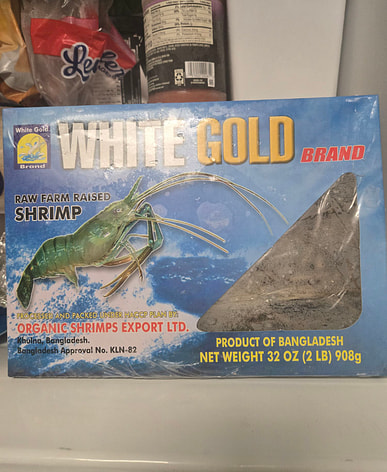 Lere
White Gold
Brand
WHITE GOLD BRAND
RAW FARM RAISED
SHRIMP
PROCESSED AND PACKED UNDER HACCP PLAN BY:
ORGANIC SHRIMPS EXPORT LTD.
Khulna, Bangladesh.
Bangladesh Approval No. KLN-82
PRODUCT OF BANGLADESH
NET WEIGHT 32 OZ (2 LB) 908g